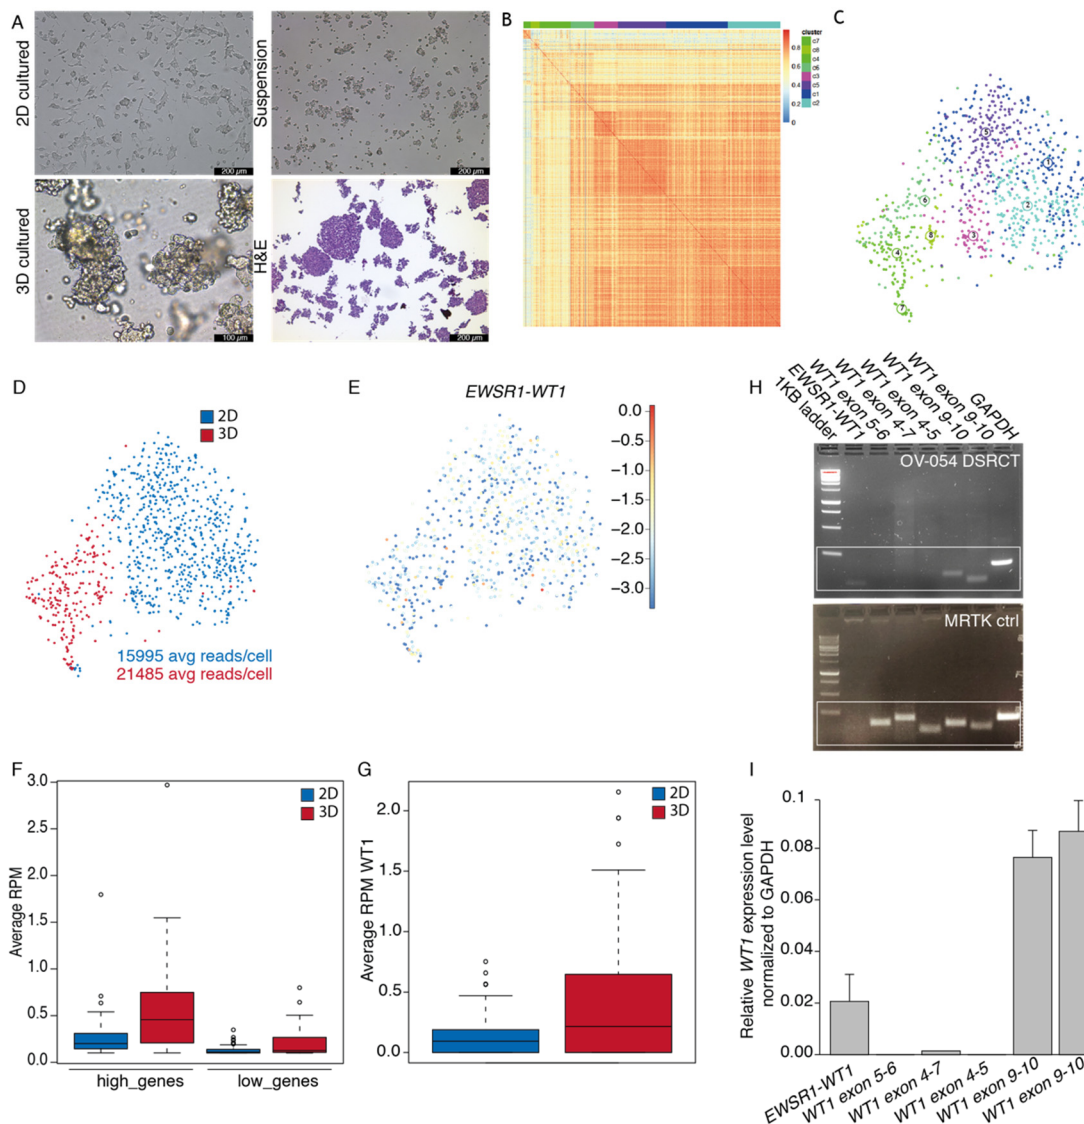 A
2D cultured
200 µm
Suspension
200 µm
3D cultured
100 µm
H&E
200 µm
B
0.8
0.6
0.4
0.2
0
cluster
c7
c8
c4
c6
c3
c5
c1
c2
C
5
1
6
2
8
3
4
7
D
2D
3D
15995 avg reads/cell
21485 avg reads/cell
E
EWSR1-WT1
0.0
−0.5
−1.0
−1.5
−2.0
−2.5
−3.0
H
1KB ladder
EWSR1-WT1
WT1 exon 5-6
WT1 exon 4-7
WT1 exon 4-5
WT1 exon 9-10
WT1 exon 9-10
GAPDH
OV-054 DSRCT
MRTK ctrl
F
Average RPM
3.0
2.5
2.0
1.5
1.0
0.5
0.0
2D
3D
high_genes
low_genes
G
Average RPM WT1
2.0
1.5
1.0
0.5
0.0
2D
3D
I
Relative WT1 expression level
normalized to GAPDH
0.1
0.08
0.06
0.04
0.02
0.00
EWSR1-WT1
WT1 exon 5-6
WT1 exon 4-7
WT1 exon 4-5
WT1 exon 9-10
WT1 exon 9-10